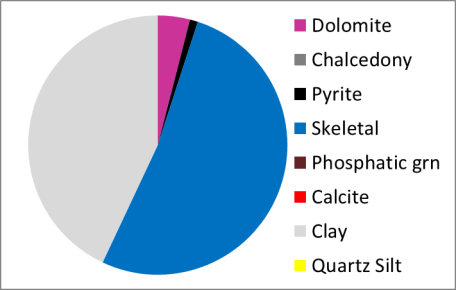 Dolomite
Chalcedony
Pyrite
Skeletal
Phosphatic grn
Calcite
Clay
Quartz Silt